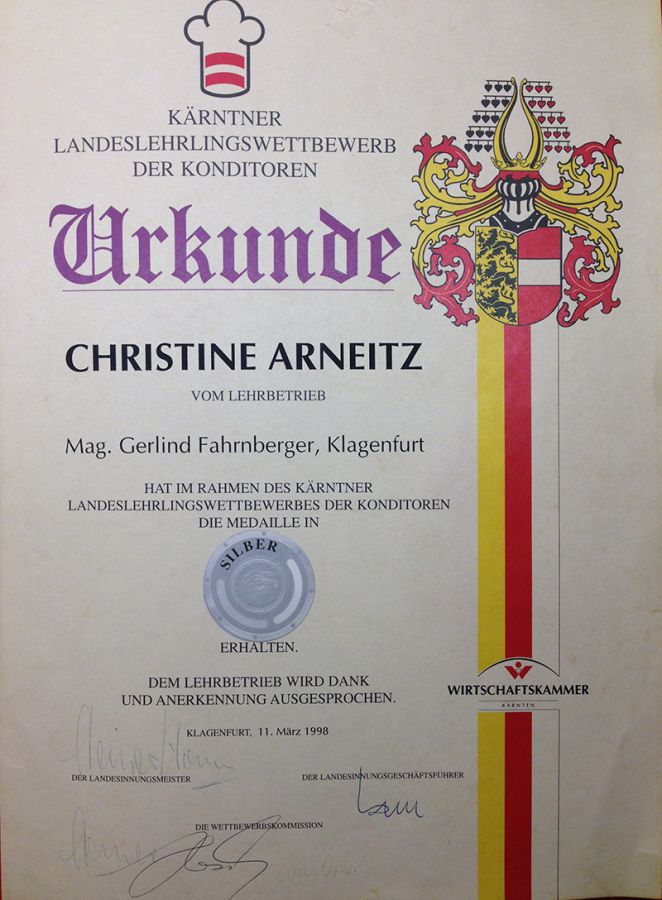 KÄRNTNER
LANDESLEHRLINGSWETTBEWERB
DER KONDITOREN
Urkunde
CHRISTINE ARNEITZ
VOM LEHRBETRIEB
Mag. Gerlind Fahrnberger, Klagenfurt
HAT IM RAHMEN DES KÄRNTNER
LANDESLEHRLINGSWETTBEWERBES DER KONDITOREN
DIE MEDAILLE IN
SILBER
ERHALTEN.
DEM LEHRBETRIEB WIRD DANK
UND ANERKENNUNG AUSGESPROCHEN.
WIRTSCHAFTSKAMMER
KÄRNTEN
KLAGENFURT, 11. März 1998
DER LANDESINNUNGSMEISTER
DER LANDESINNUNGSGESCHÄFTSFÜHRER
DIE WETTBEWERBSKOMMISSION